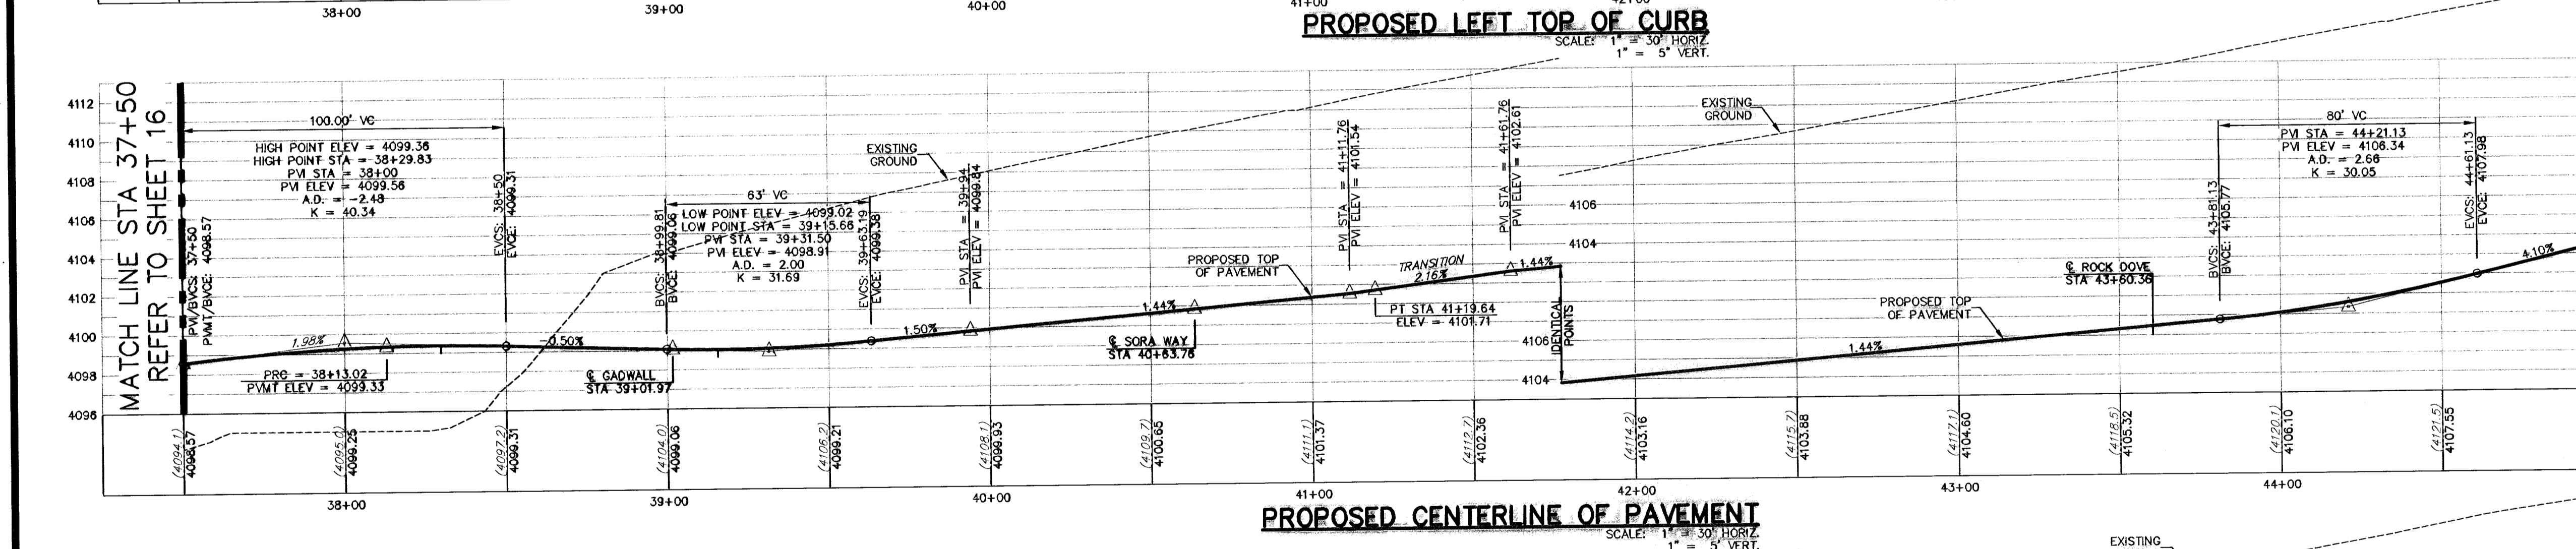 38+00
39+00
40+00
41+00
42+00
PROPOSED LEFT TOP OF CURB
SCALE: 1" = 30' HORIZ.
1" = 5' VERT.
MATCH LINE STA 37+50
REFER TO SHEET 16
4112
4110
4108
4106
4104
4102
4100
4098
4096
PVI/BVCS: 37+50
PVMT/BVCE: 4098.57
100.00' VC
HIGH POINT ELEV = 4099.36
HIGH POINT STA = 38+29.83
PVI STA = 38+00
PVI ELEV = 4099.56
A.D. = -2.48
K = 40.34
EVCS: 38+50
EVCE: 4099.31
1.98%
PRC = 38+13.02
PVMT ELEV = 4099.33
-0.50%
BVCS: 38+99.81
BVCE: 4099.06
63' VC
LOW POINT ELEV = 4099.02
LOW POINT STA = 39+15.66
PVI STA = 39+31.50
PVI ELEV = 4098.91
A.D. = 2.00
K = 31.69
EVCS: 39+63.19
EVCE: 4099.38
℄ GADWALL
STA 39+01.97
EXISTING
GROUND
PVI STA = 39+94
PVI ELEV = 4099.84
1.50%
1.44%
℄ SORA WAY
STA 40+63.76
PROPOSED TOP
OF PAVEMENT
PVI STA = 41+11.76
PVI ELEV = 4101.54
TRANSITION
2.16%
PT STA 41+19.64
ELEV = 4101.71
PVI STA = 41+61.76
PVI ELEV = 4102.61
1.44%
IDENTICAL
POINTS
4106
4104
4106
4104
EXISTING
GROUND
1.44%
PROPOSED TOP
OF PAVEMENT
℄ ROCK DOVE
STA 43+60.36
BVCS: 43+81.13
BVCE: 4105.77
80' VC
PVI STA = 44+21.13
PVI ELEV = 4106.34
A.D. = 2.66
K = 30.05
EVCS: 44+61.13
EVCE: 4107.98
4.10%
(4094.1)
4098.57
(4095.0)
4099.25
(4097.2)
4099.31
(4104.0)
4099.06
(4106.2)
4099.21
(4108.1)
4099.93
(4109.7)
4100.65
(4111.1)
4101.37
(4112.7)
4102.36
(4114.2)
4103.16
(4115.7)
4103.88
(4117.1)
4104.60
(4118.5)
4105.32
(4120.1)
4106.10
(4121.5)
4107.55
38+00
39+00
40+00
41+00
42+00
43+00
44+00
PROPOSED CENTERLINE OF PAVEMENT
SCALE: 1" = 30' HORIZ.
1" = 5' VERT.
EXISTING